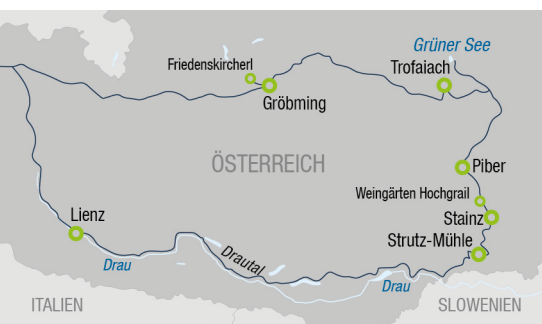 Grüner See
Friedenskircherl
Trofaiach
Gröbming
ÖSTERREICH
Piber
Weingärten Hochgrail
Lienz
Stainz
Strutz-Mühle
Drau
Drautal
Drau
ITALIEN
SLOWENIEN